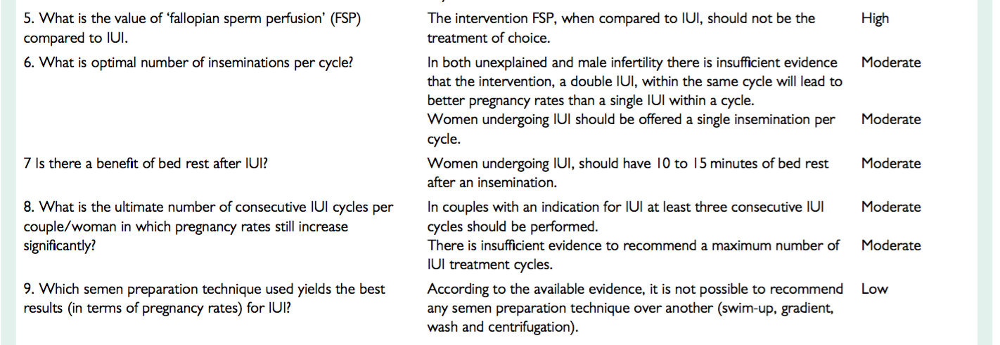 5. What is the value of ‘fallopian sperm perfusion’ (FSP)
compared to IUI.
The intervention FSP, when compared to IUI, should not be the
treatment of choice.
High
6. What is optimal number of inseminations per cycle?
In both unexplained and male infertility there is insufficient evidence
that the intervention, a double IUI, within the same cycle will lead to
better pregnancy rates than a single IUI within a cycle.
Moderate
Women undergoing IUI should be offered a single insemination per
cycle.
Moderate
7 Is there a benefit of bed rest after IUI?
Women undergoing IUI, should have 10 to 15 minutes of bed rest
after an insemination.
Moderate
8. What is the ultimate number of consecutive IUI cycles per
couple/woman in which pregnancy rates still increase
significantly?
In couples with an indication for IUI at least three consecutive IUI
cycles should be performed.
Moderate
There is insufficient evidence to recommend a maximum number of
IUI treatment cycles.
Moderate
9. Which semen preparation technique used yields the best
results (in terms of pregnancy rates) for IUI?
According to the available evidence, it is not possible to recommend
any semen preparation technique over another (swim-up, gradient,
wash and centrifugation).
Low